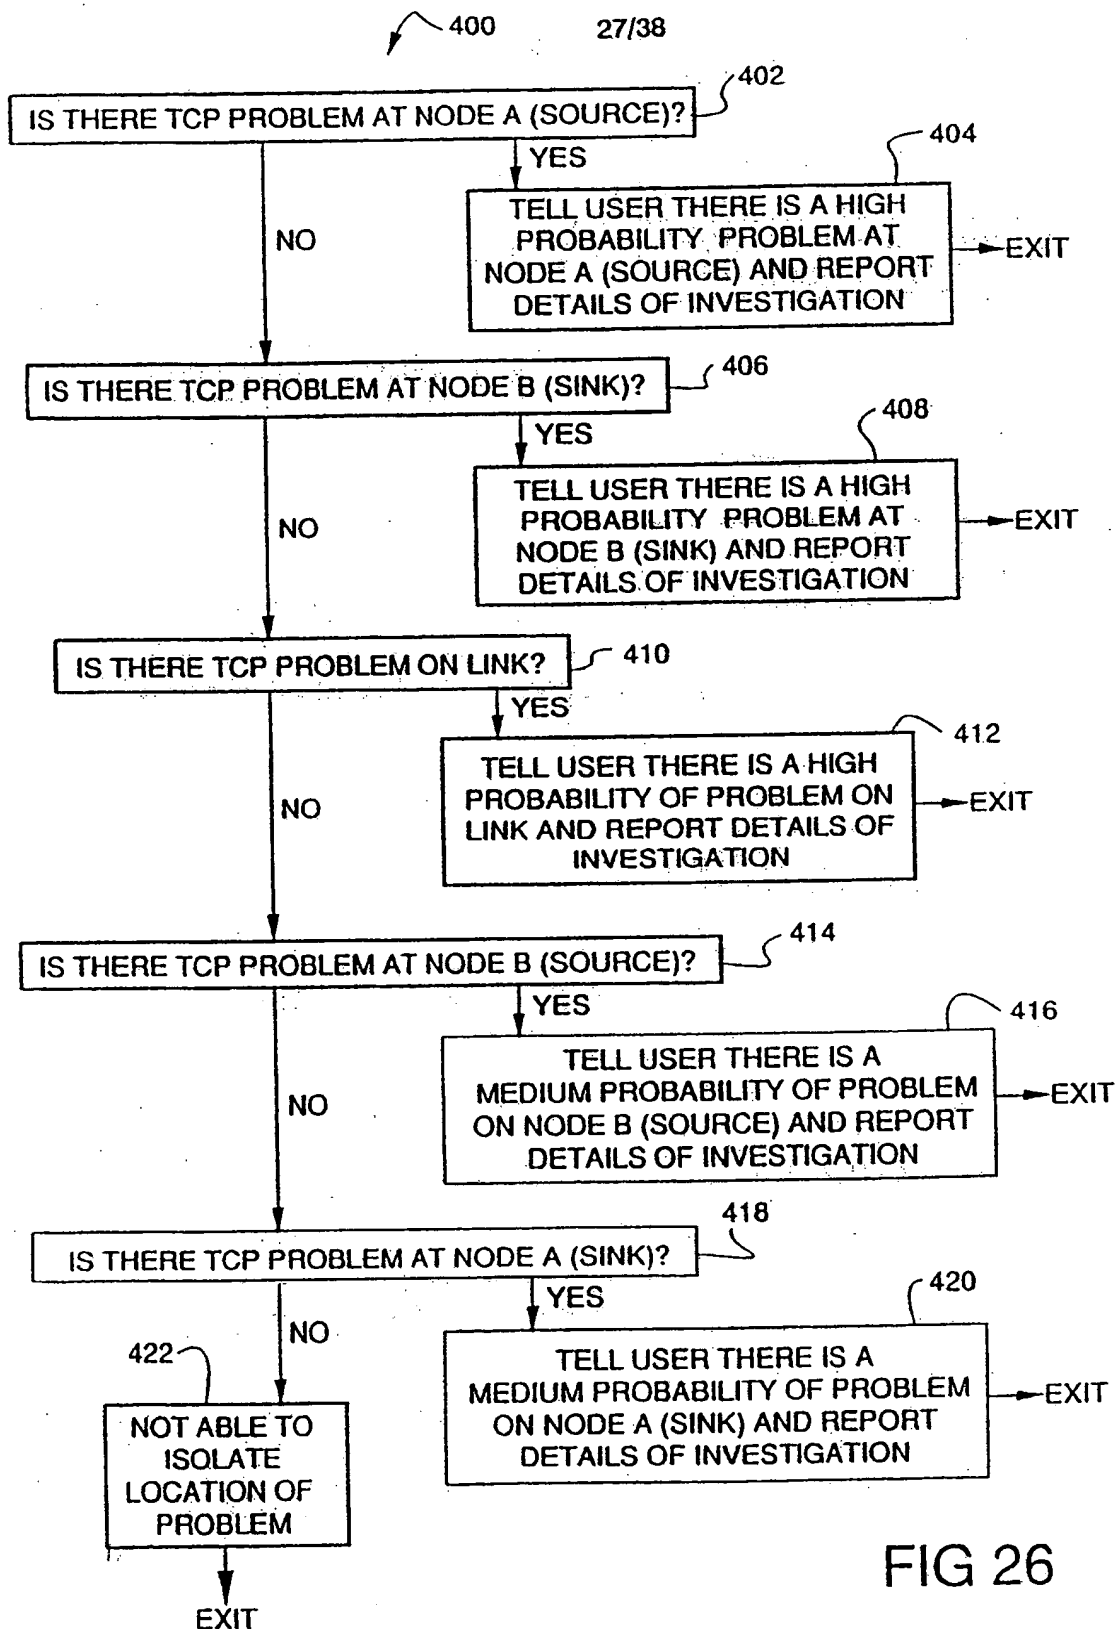 400
27/38
402
IS THERE TCP PROBLEM AT NODE A (SOURCE)?
YES
404
NO
TELL USER THERE IS A HIGH
PROBABILITY PROBLEM AT
NODE A (SOURCE) AND REPORT
DETAILS OF INVESTIGATION
EXIT
IS THERE TCP PROBLEM AT NODE B (SINK)?
406
YES
408
NO
TELL USER THERE IS A HIGH
PROBABILITY PROBLEM AT
NODE B (SINK) AND REPORT
DETAILS OF INVESTIGATION
EXIT
IS THERE TCP PROBLEM ON LINK?
410
YES
412
NO
TELL USER THERE IS A HIGH
PROBABILITY OF PROBLEM ON
LINK AND REPORT DETAILS OF
INVESTIGATION
EXIT
IS THERE TCP PROBLEM AT NODE B (SOURCE)?
414
YES
416
NO
TELL USER THERE IS A
MEDIUM PROBABILITY OF PROBLEM
ON NODE B (SOURCE) AND REPORT
DETAILS OF INVESTIGATION
EXIT
IS THERE TCP PROBLEM AT NODE A (SINK)?
418
YES
420
NO
TELL USER THERE IS A
MEDIUM PROBABILITY OF PROBLEM
ON NODE A (SINK) AND REPORT
DETAILS OF INVESTIGATION
EXIT
422
NOT ABLE TO
ISOLATE
LOCATION OF
PROBLEM
EXIT
FIG 26